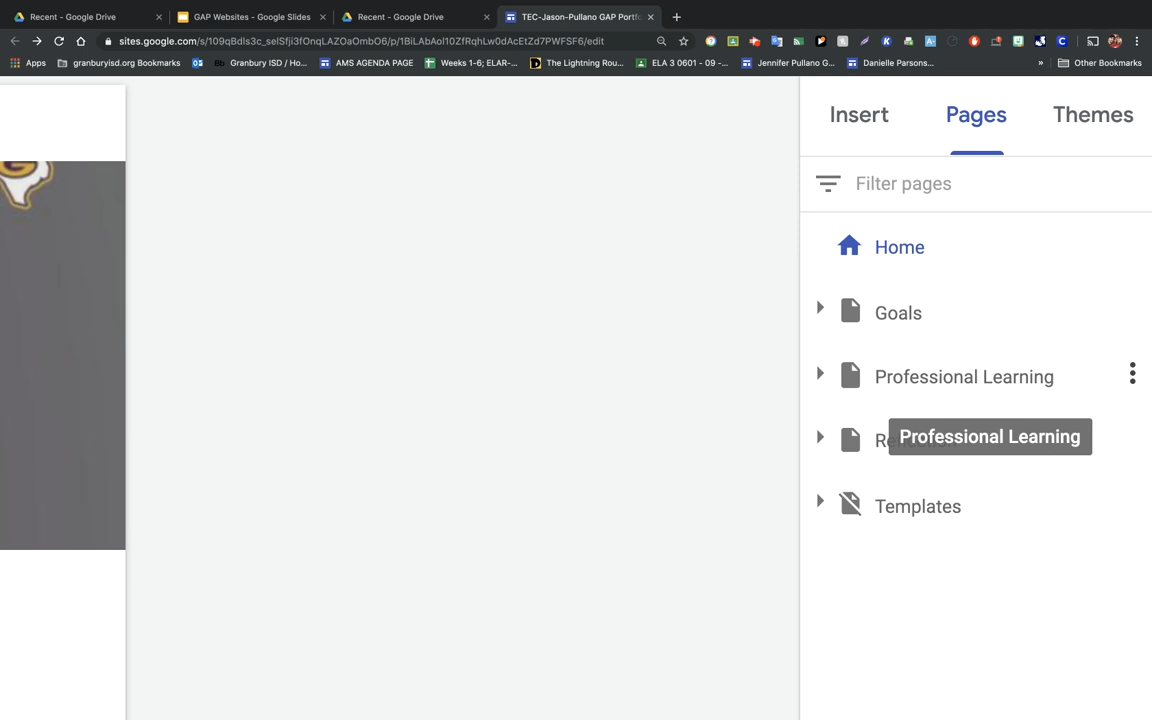 Recent - Google Drive
GAP Websites - Google Slides
Recent - Google Drive
TEC-Jason-Pullano GAP Portf
sites.google.com/s/109qBdls3c_selSfji3fOnqLAZOaOmbO6/p/1BiLAbAol10ZfRqhLw0dAcEtZd7PWFSF6/edit
Apps
granburyisd.org Bookmarks
Bb Granbury ISD / Ho...
AMS AGENDA PAGE
Weeks 1-6; ELAR-...
The Lightning Rou...
ELA 3 0601 - 09 -...
Jennifer Pullano G...
Danielle Parsons...
»
Other Bookmarks
Insert
Pages
Themes
Filter pages
Home
Goals
Professional Learning
Professional Learning
Templates